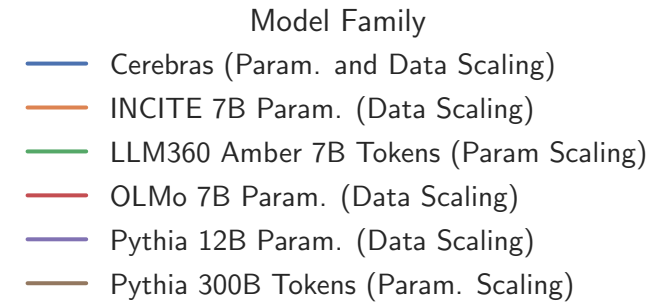 Model Family
Cerebras (Param. and Data Scaling)
INCITE 7B Param. (Data Scaling)
LLM360 Amber 7B Tokens (Param Scaling)
OLMo 7B Param. (Data Scaling)
Pythia 12B Param. (Data Scaling)
Pythia 300B Tokens (Param. Scaling)